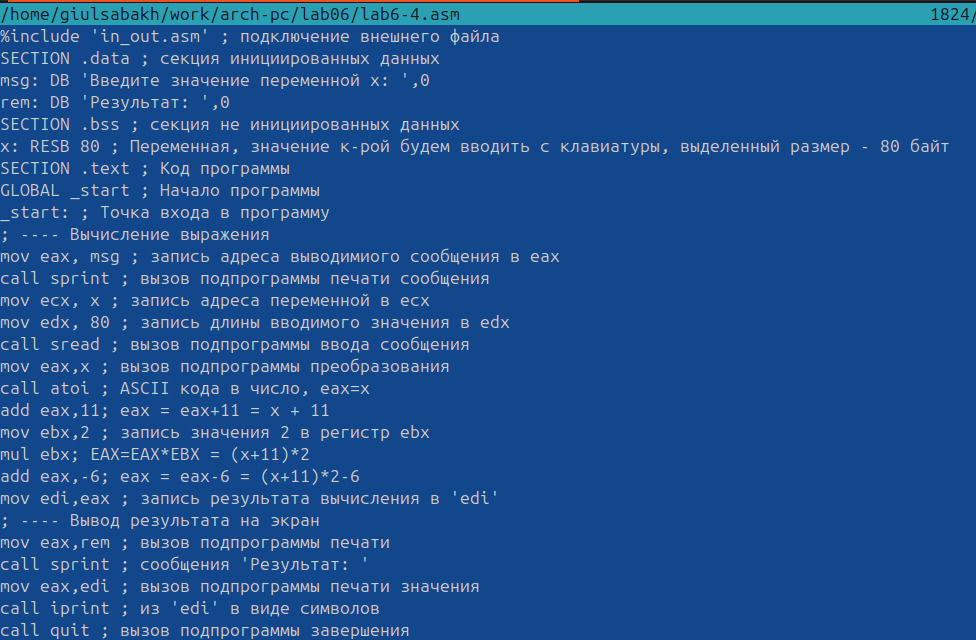 /home/giulsabakh/work/arch-pc/lab06/lab6-4.asm 1824/
%include 'in_out.asm' ; подключение внешнего файла
SECTION .data ; секция инициированных данных
msg: DB 'Введите значение переменной x: ',0
rem: DB 'Результат: ',0
SECTION .bss ; секция не инициированных данных
x: RESB 80 ; Переменная, значение к-рой будем вводить с клавиатуры, выделенный размер - 80 байт
SECTION .text ; Код программы
GLOBAL _start ; Начало программы
_start: ; Точка входа в программу
; ---- Вычисление выражения
mov eax, msg ; запись адреса выводимиого сообщения в eax
call sprint ; вызов подпрограммы печати сообщения
mov ecx, x ; запись адреса переменной в ecx
mov edx, 80 ; запись длины вводимого значения в edx
call sread ; вызов подпрограммы ввода сообщения
mov eax,x ; вызов подпрограммы преобразования
call atoi ; ASCII кода в число, eax=x
add eax,11; eax = eax+11 = x + 11
mov ebx,2 ; запись значения 2 в регистр ebx
mul ebx; EAX=EAX*EBX = (x+11)*2
add eax,-6; eax = eax-6 = (x+11)*2-6
mov edi,eax ; запись результата вычисления в 'edi'
; ---- Вывод результата на экран
mov eax,rem ; вызов подпрограммы печати
call sprint ; сообщения 'Результат: '
mov eax,edi ; вызов подпрограммы печати значения
call iprint ; из 'edi' в виде символов
call quit ; вызов подпрограммы завершения